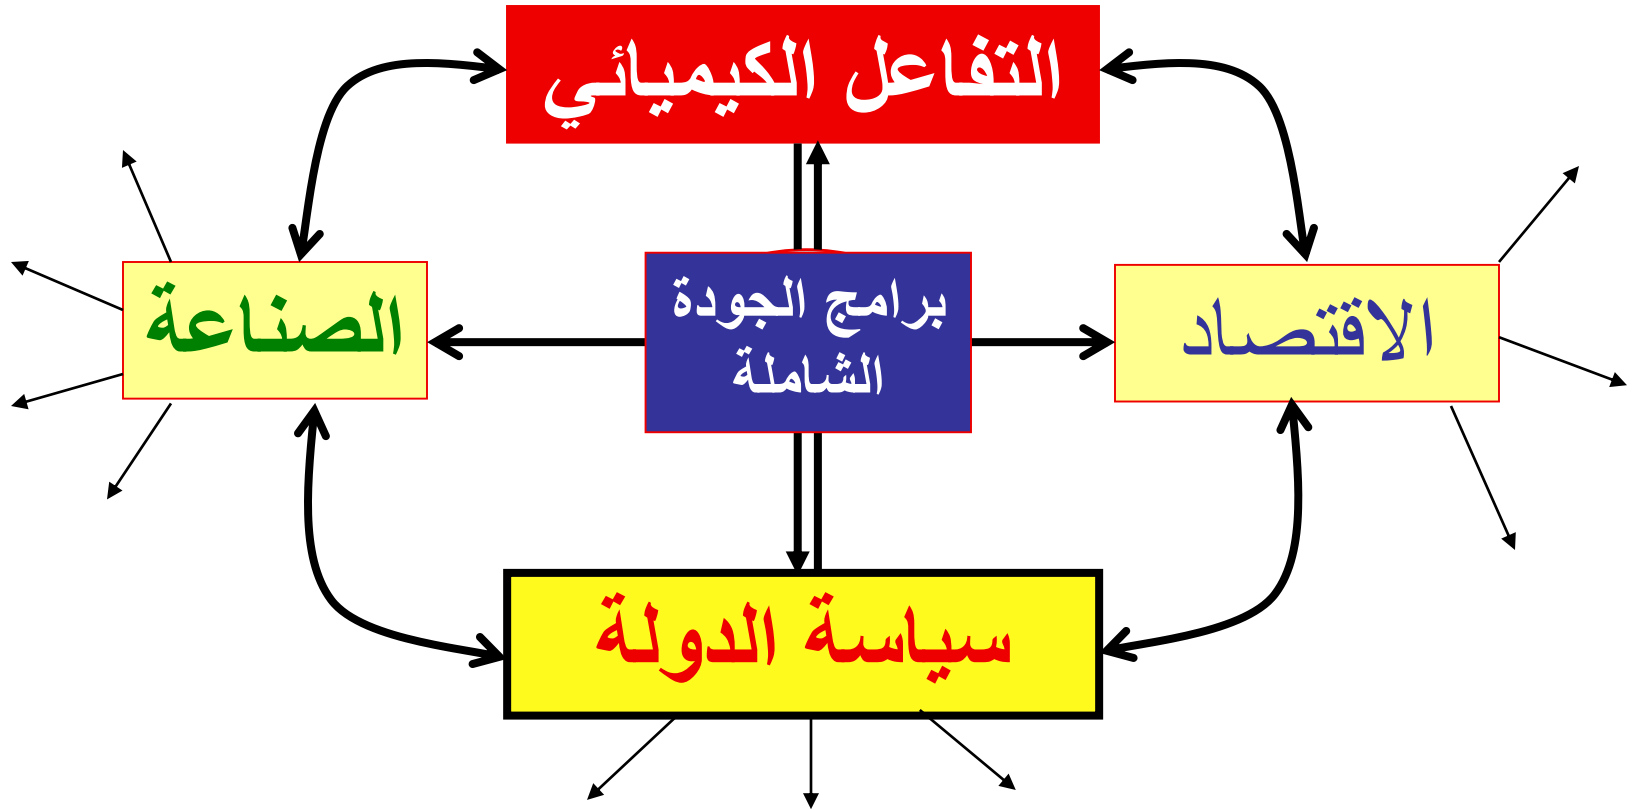 التفاعل الكيميائي
الاقتصاد
برامج الجودة
الشاملة
الصناعة
سياسة الدولة